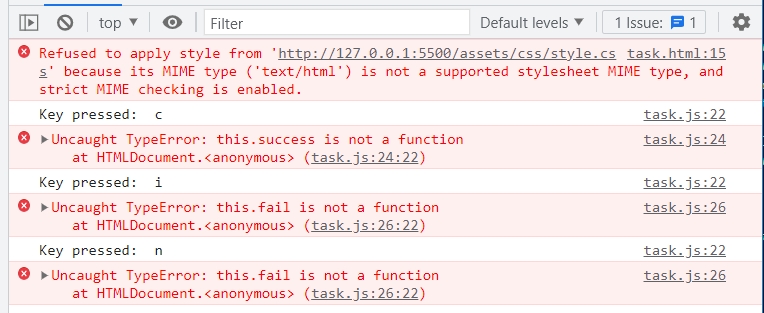 top ▼ Filter Default levels ▼ 1 Issue: 1
Refused to apply style from 'http://127.0.0.1:5500/assets/css/style.cs task.html:15
s' because its MIME type ('text/html') is not a supported stylesheet MIME type, and
strict MIME checking is enabled.
Key pressed: c task.js:22
▶Uncaught TypeError: this.success is not a function task.js:24
at HTMLDocument.<anonymous> (task.js:24:22)
Key pressed: i task.js:22
▶Uncaught TypeError: this.fail is not a function task.js:26
at HTMLDocument.<anonymous> (task.js:26:22)
Key pressed: n task.js:22
▶Uncaught TypeError: this.fail is not a function task.js:26
at HTMLDocument.<anonymous> (task.js:26:22)